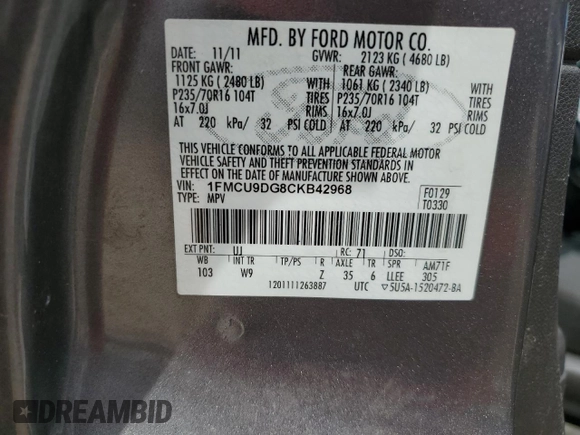 MFD. BY FORD MOTOR CO.
DATE: 11/11 GVWR: 2123 KG ( 4680 LB)
FRONT GAWR: REAR GAWR:
1125 KG ( 2480 LB) WITH 1061 KG ( 2340 LB) WITH
P235/70R16 104T TIRES P235/70R16 104T TIRES
16x7.0J RIMS 16x7.0J RIMS
AT 220 kPa/ 32 PSI COLD AT 220 kPa/ 32 PSI COLD
THIS VEHICLE CONFORMS TO ALL APPLICABLE FEDERAL MOTOR
VEHICLE SAFETY AND THEFT PREVENTION STANDARDS IN
EFFECT ON THE DATE OF MANUFACTURE SHOWN ABOVE.
VIN: 1FMCU9DG8CKB42968 F0129
TYPE: MPV T0330
EXT PNT: UJ RC: 71 DSO:
WB INT TR TP/PS R AXLE TR SPR AM71F
103 W9 Z 35 6 LLEE 305
1201111263887 UTC ▽5U5A-1520472-BA
DREAMBID